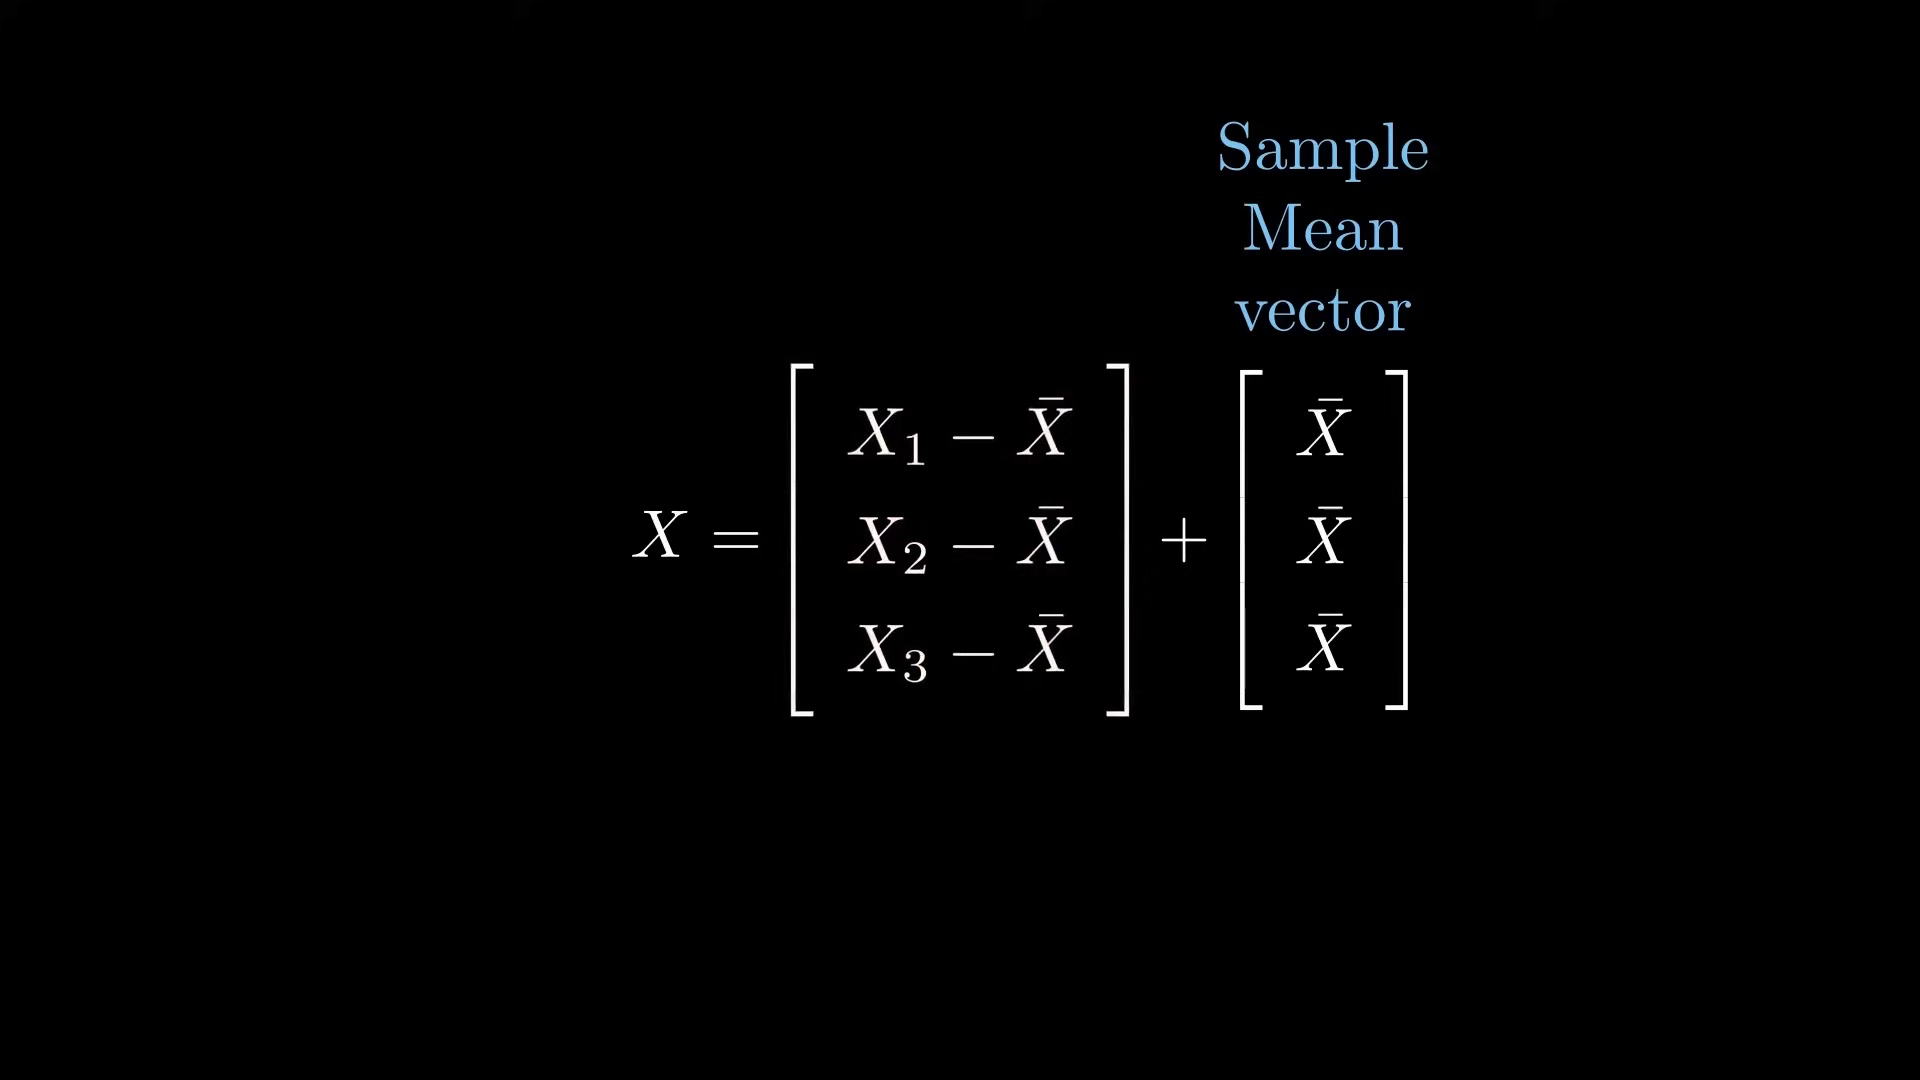 Sample
Mean
vector
X = [ X₁ − X̄ ] + [ X̄ ]
[ X₂ − X̄ ] [ X̄ ]
[ X₃ − X̄ ] [ X̄ ]